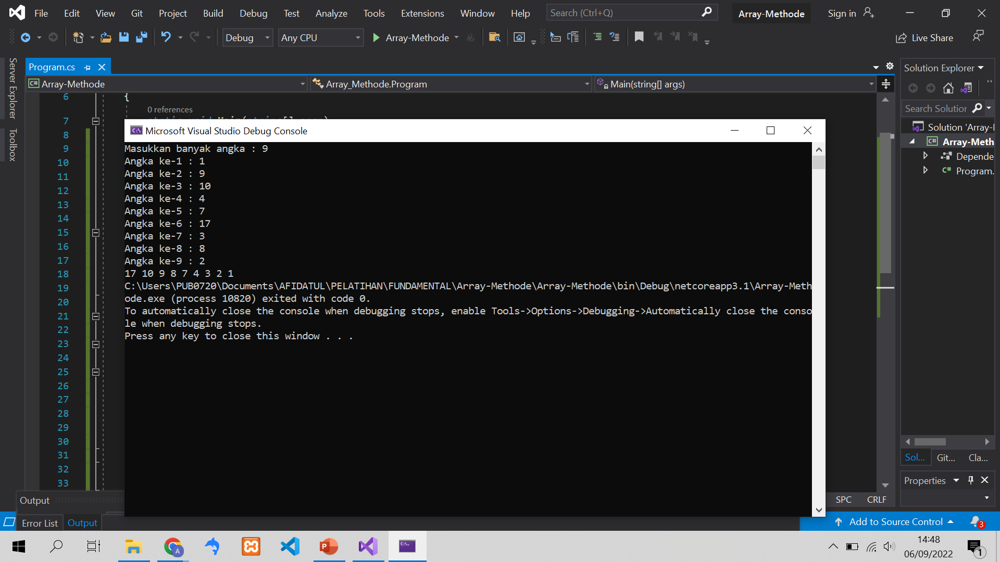 File Edit View Git Project Build Debug Test Analyze Tools Extensions Window Help Search (Ctrl+Q) Array-Methode Sign in
Debug Any CPU Array-Methode Live Share
Server Explorer
Toolbox
Program.cs
C# Array-Methode Array_Methode.Program Main(string[] args)
6 {
0 references
7 static void Main(string[] args)
8
9
10
11
12
13
14
15
16
17
18
19
20
21
22
23
24
25
26
27
28
29
30
31
32
33
Microsoft Visual Studio Debug Console
Masukkan banyak angka : 9
Angka ke-1 : 1
Angka ke-2 : 9
Angka ke-3 : 10
Angka ke-4 : 4
Angka ke-5 : 7
Angka ke-6 : 17
Angka ke-7 : 3
Angka ke-8 : 8
Angka ke-9 : 2
17 10 9 8 7 4 3 2 1
C:\Users\PUB0720\Documents\AFIDATUL\PELATIHAN\FUNDAMENTAL\Array-Methode\Array-Methode\bin\Debug\netcoreapp3.1\Array-Meth
ode.exe (process 10820) exited with code 0.
To automatically close the console when debugging stops, enable Tools->Options->Debugging->Automatically close the conso
le when debugging stops.
Press any key to close this window . . .
Solution Explorer
Search Solution
Solution 'Array-
C# Array-Meth
Depende
C# Program.
Sol... Git... Cla...
Properties
SPC CRLF
Output
Error List Output
Add to Source Control 3
14:48
06/09/2022
1